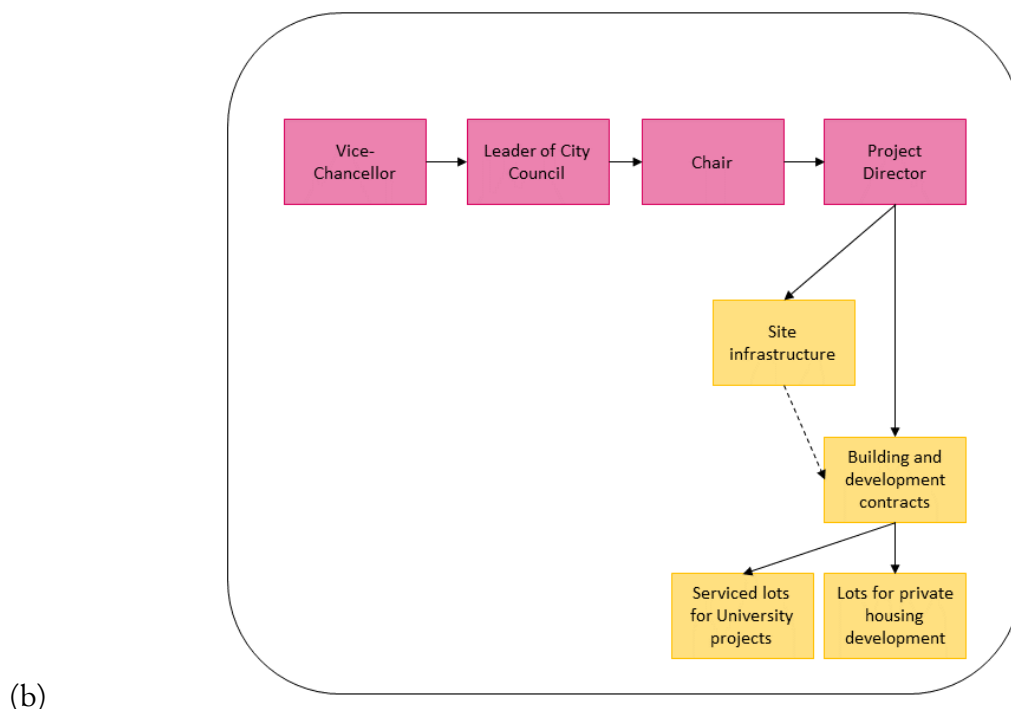 Vice-
Chancellor
Leader of City
Council
Chair
Project
Director
Site
infrastructure
Building and
development
contracts
Serviced lots
for University
projects
Lots for private
housing
development
(b)